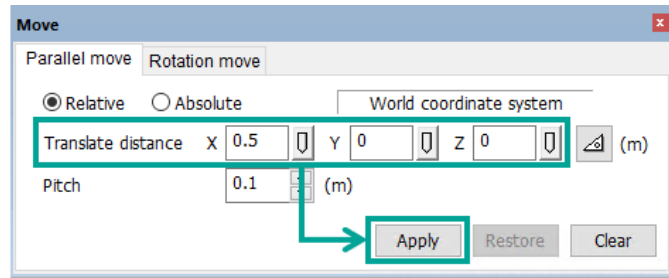 Move
Parallel move Rotation move
Relative Absolute World coordinate system
Translate distance X 0.5 Y 0 Z 0 (m)
Pitch 0.1 (m)
Apply Restore Clear